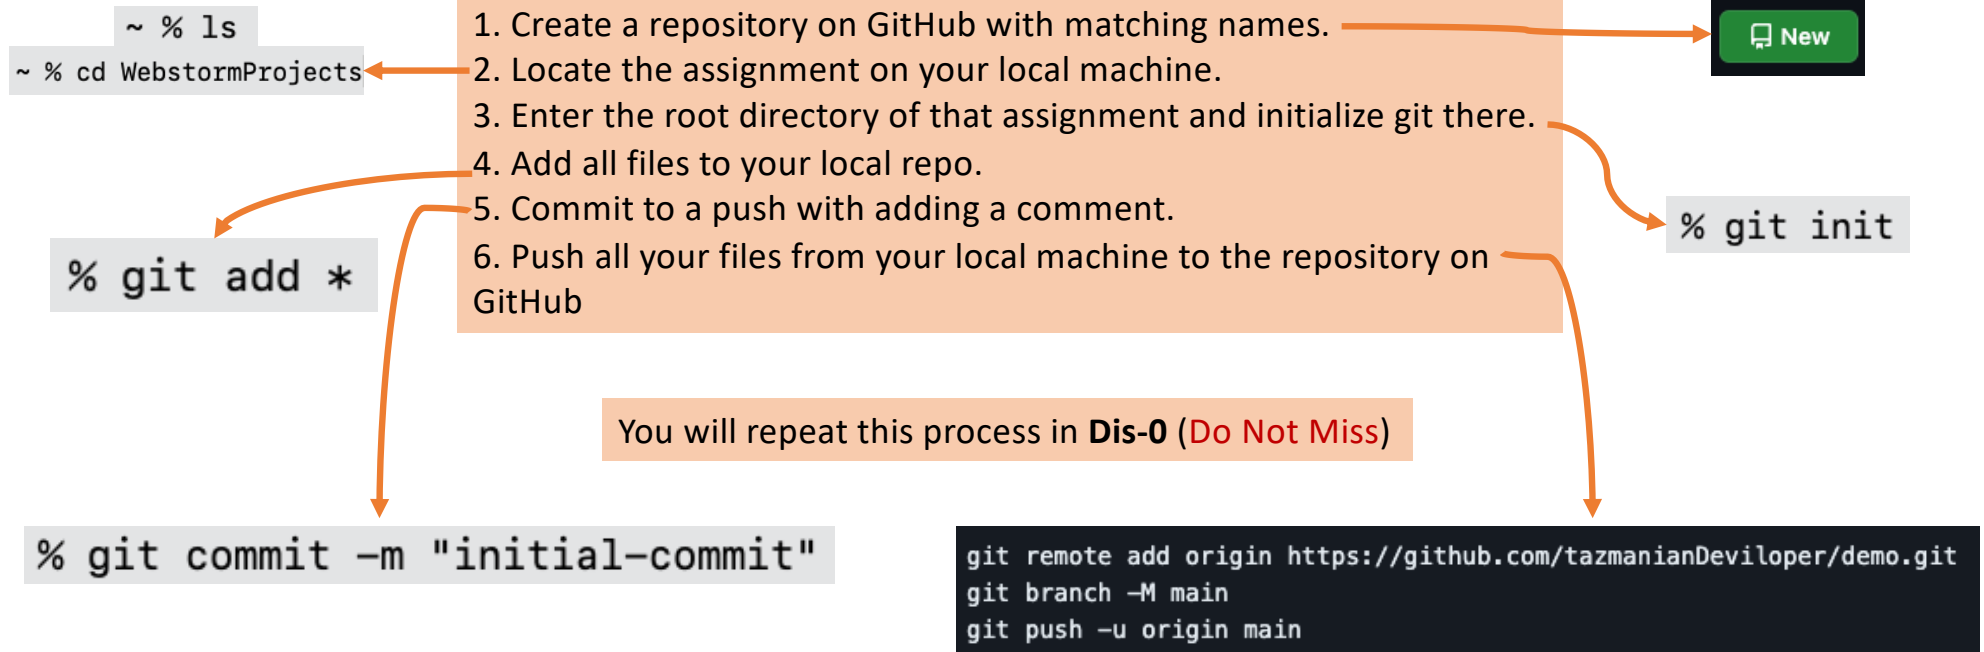 ~ % ls
~ % cd WebstormProjects
1. Create a repository on GitHub with matching names.
New
2. Locate the assignment on your local machine.
3. Enter the root directory of that assignment and initialize git there.
4. Add all files to your local repo.
5. Commit to a push with adding a comment.
6. Push all your files from your local machine to the repository on
GitHub
% git init
% git add *
You will repeat this process in Dis-0 (Do Not Miss)
% git commit –m "initial-commit"
git remote add origin https://github.com/tazmanianDeviloper/demo.git
git branch –M main
git push –u origin main